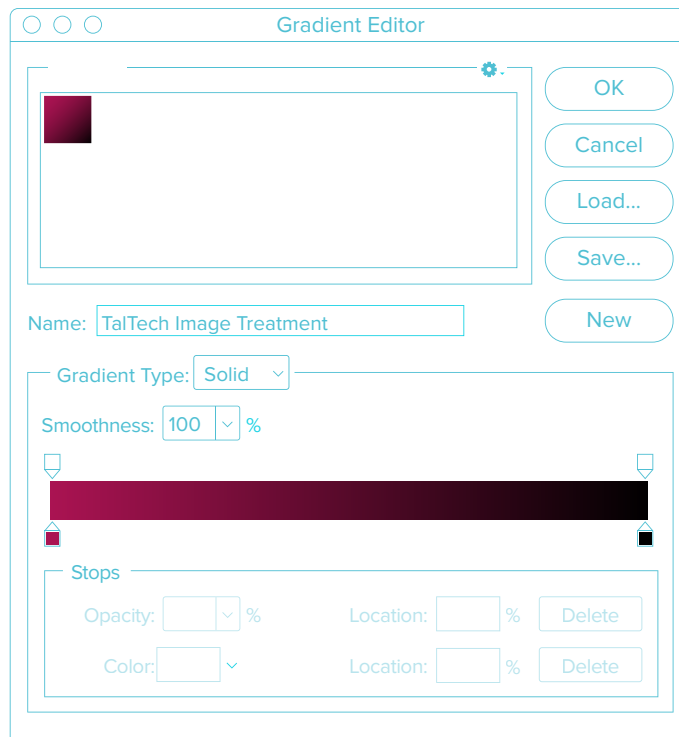 Gradient Editor
OK
Cancel
Load...
Save...
Name: TalTech Image Treatment
New
Gradient Type: Solid
Smoothness: 100 %
Stops
Opacity: % Location: % Delete
Color: Location: % Delete